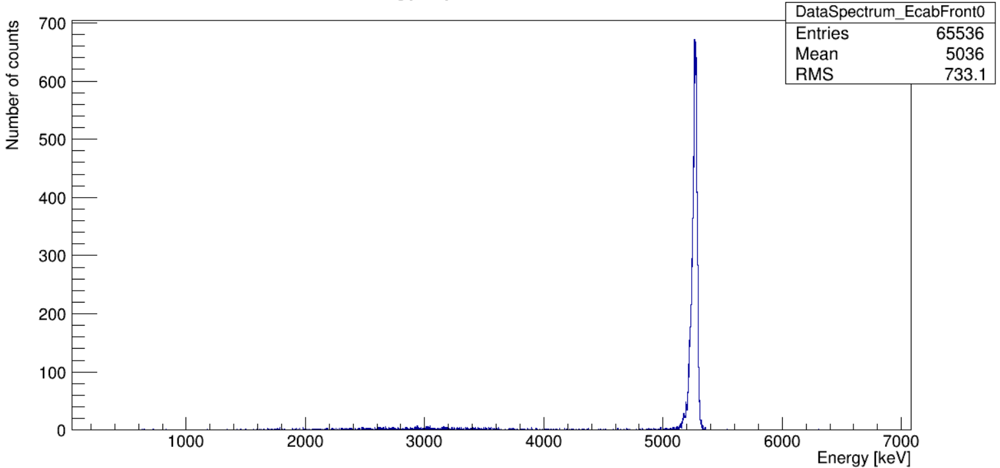 DataSpectrum_EcabFront0
Entries 65536
Mean 5036
RMS 733.1
Number of counts
700
600
500
400
300
200
100
0
1000 2000 3000 4000 5000 6000 7000
Energy [keV]